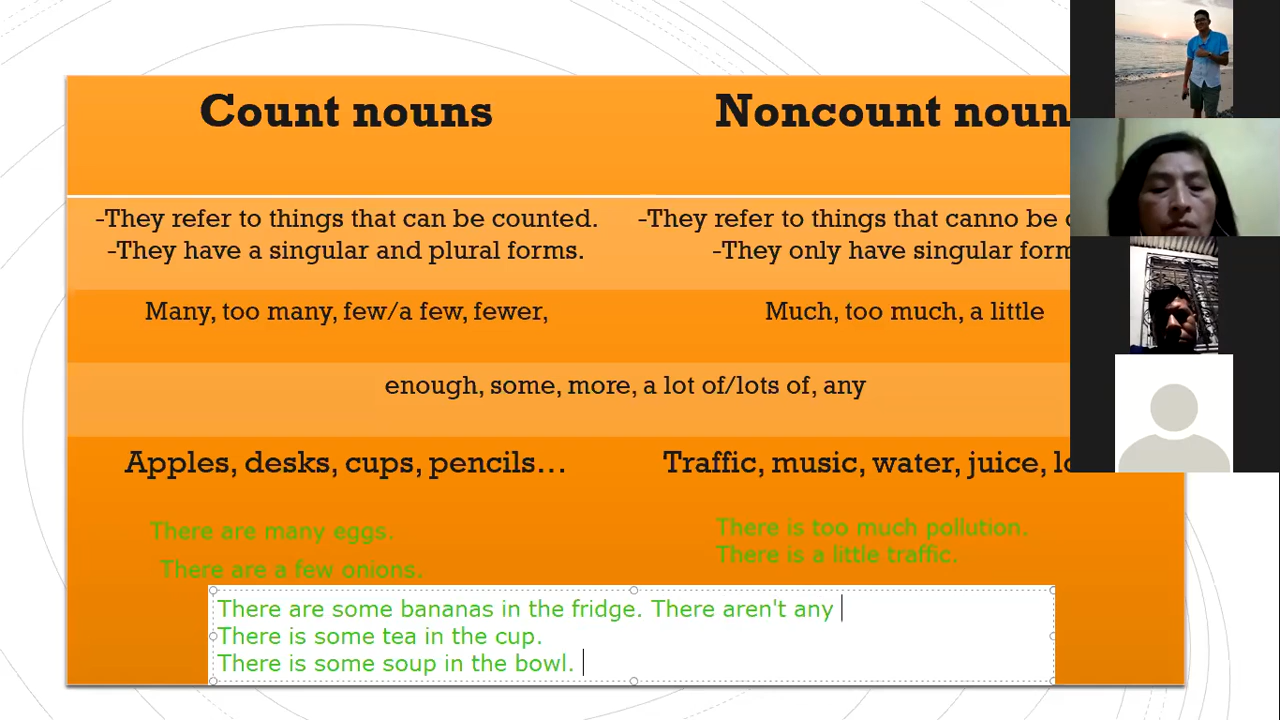 Count nouns
Noncount noun
-They refer to things that can be counted.
-They have a singular and plural forms.
-They refer to things that canno be
-They only have singular form
Many, too many, few/a few, fewer,
Much, too much, a little
enough, some, more, a lot of/lots of, any
Apples, desks, cups, pencils...
Traffic, music, water, juice,
There are many eggs.
There are a few onions.
There is too much pollution.
There is a little traffic.
There are some bananas in the fridge. There aren't any
There is some tea in the cup.
There is some soup in the bowl.